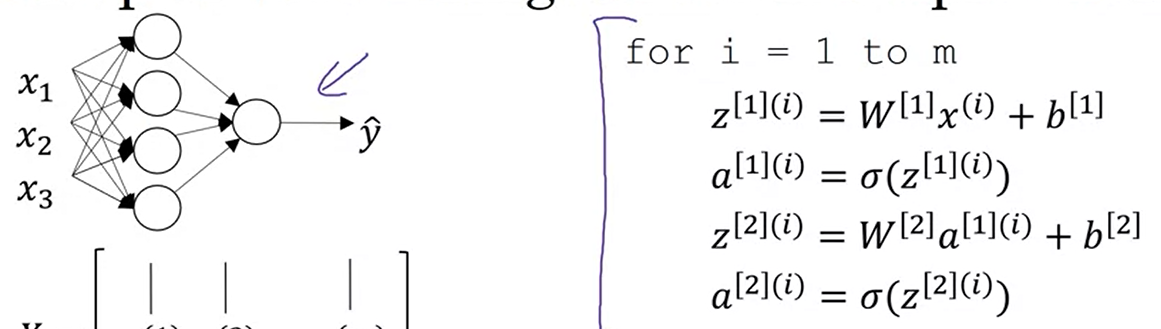 for i = 1 to m
x₁
x₂
x₃
ŷ
z^{[1](i)} = W^{[1]}x^{(i)} + b^{[1]}
a^{[1](i)} = σ(z^{[1](i)})
z^{[2](i)} = W^{[2]}a^{[1](i)} + b^{[2]}
a^{[2](i)} = σ(z^{[2](i)})